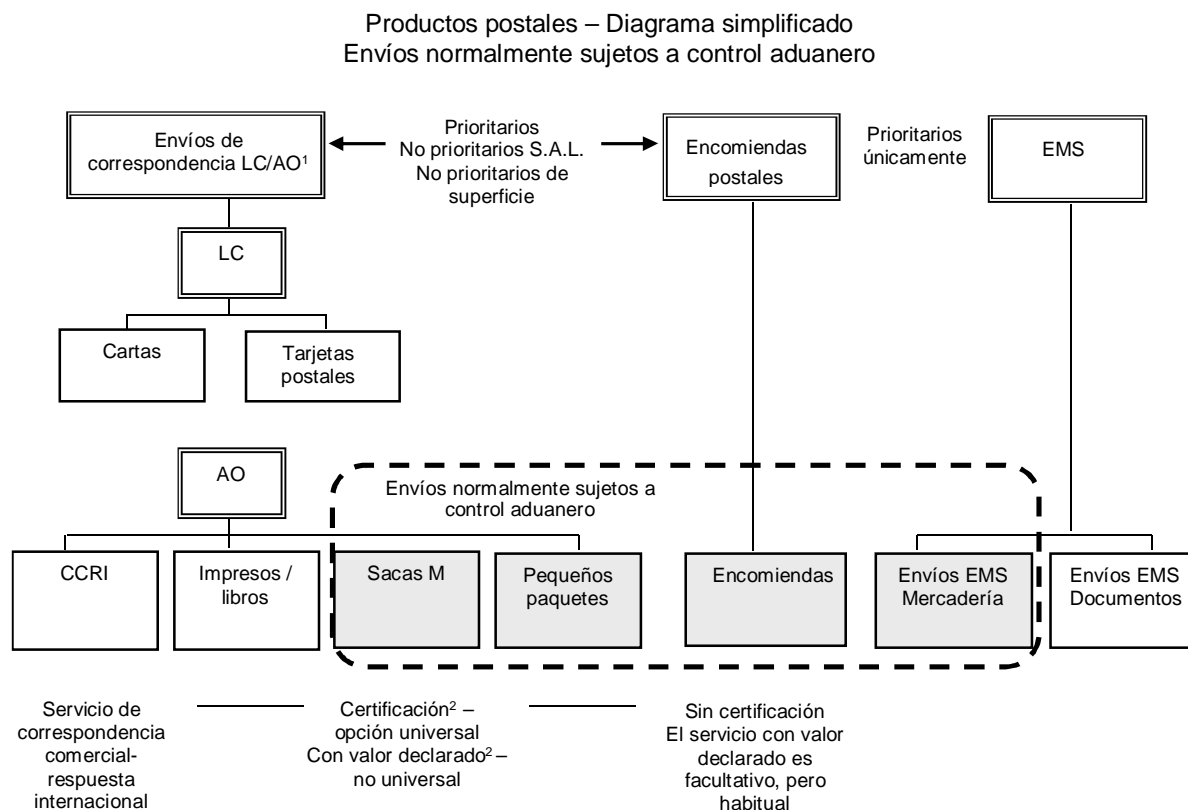 Productos postales – Diagrama simplificado
Envíos normalmente sujetos a control aduanero
Envíos de
correspondencia LC/AO¹
Prioritarios
No prioritarios S.A.L.
No prioritarios de
superficie
Encomiendas
postales
Prioritarios
únicamente
EMS
LC
Cartas
Tarjetas
postales
AO
Envíos normalmente sujetos a
control aduanero
CCRI
Impresos /
libros
Sacas M
Pequeños
paquetes
Encomiendas
Envíos EMS
Mercadería
Envíos EMS
Documentos
Servicio de
correspondencia
comercial-
respuesta
internacional
Certificación² –
opción universal
Con valor declarado² –
no universal
Sin certificación
El servicio con valor
declarado es
facultativo, pero
habitual